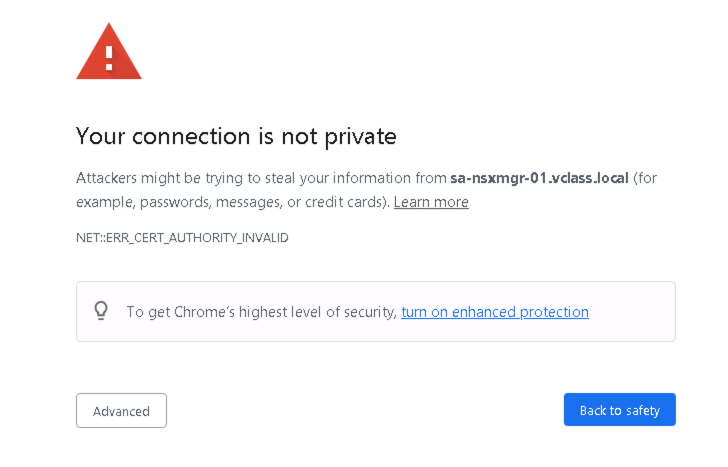 Your connection is not private
Attackers might be trying to steal your information from sa-nsxmgr-01.vclass.local (for
example, passwords, messages, or credit cards). Learn more
NET::ERR_CERT_AUTHORITY_INVALID
To get Chrome's highest level of security, turn on enhanced protection
Advanced
Back to safety